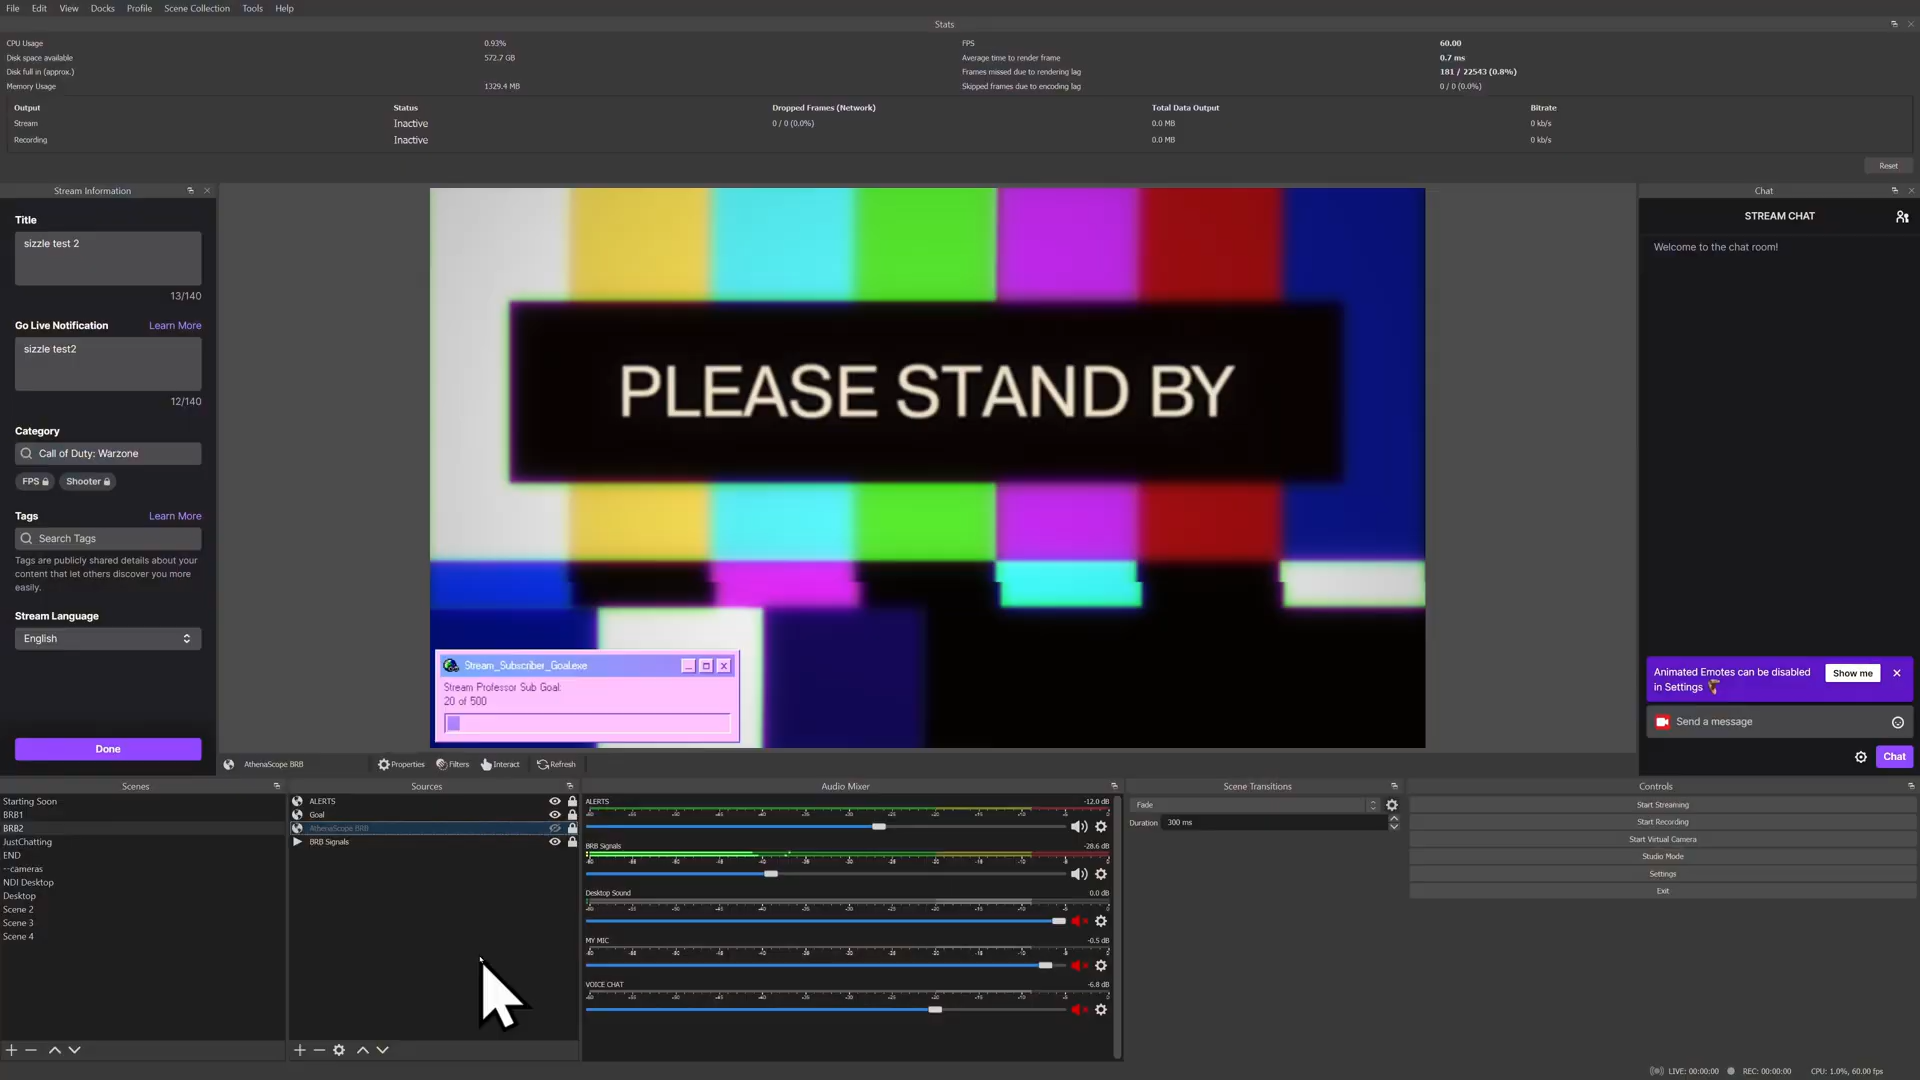 File Edit View Docks Profile Scene Collection Tools Help
Stats
CPU Usage 0.93% FPS 60.00
Disk space available 572.7 GB Average time to render frame 0.7 ms
Disk full in (approx.) Frames missed due to rendering lag 181 / 22543 (0.8%)
Memory Usage 1329.4 MB Skipped frames due to encoding lag 0 / 0 (0.0%)
Output Status Dropped Frames (Network) Total Data Output Bitrate
Stream Inactive 0 / 0 (0.0%) 0.0 MB 0 kb/s
Recording Inactive 0.0 MB 0 kb/s
Reset
Stream Information
Title
sizzle test 2
13/140
Go Live Notification Learn More
sizzle test2
12/140
Category
Call of Duty: Warzone
FPS Shooter
Tags Learn More
Search Tags
Tags are publicly shared details about your
content that let others discover you more
easily.
Stream Language
English
Done
PLEASE STAND BY
Stream_Subscriber_Goal.exe
Stream Professor Sub Goal:
20 of 500
Chat
STREAM CHAT
Welcome to the chat room!
Animated Emotes can be disabled
in Settings
Show me
Send a message
Chat
AthenaScope BRB Properties Filters Interact Refresh
Scenes
Starting Soon
BRB1
BRB2
JustChatting
END
--cameras
NDI Desktop
Desktop
Scene 2
Scene 3
Scene 4
Sources
ALERTS
Goal
AthenaScope BRB
BRB Signals
Audio Mixer
ALERTS -12.0 dB
BRB Signals -28.6 dB
Desktop Sound 0.0 dB
MY MIC -0.5 dB
VOICE CHAT -6.8 dB
Scene Transitions
Fade
Duration 300 ms
Controls
Start Streaming
Start Recording
Start Virtual Camera
Studio Mode
Settings
Exit
LIVE: 00:00:00 REC: 00:00:00 CPU: 1.0%, 60.00 fps